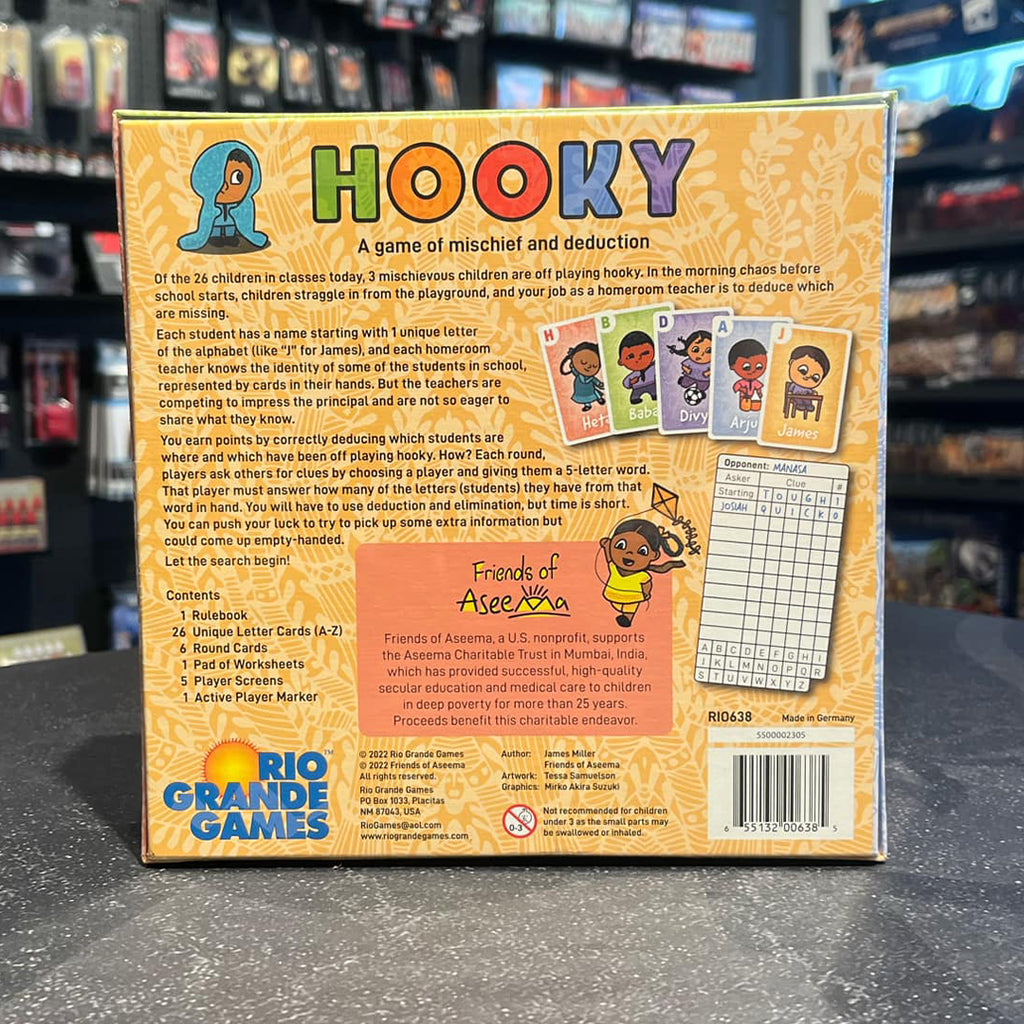 HOOKY
A game of mischief and deduction
Of the 26 children in classes today, 3 mischievous children are off playing hooky. In the morning chaos before
school starts, children straggle in from the playground, and your job as a homeroom teacher is to deduce which
are missing.
Each student has a name starting with 1 unique letter
of the alphabet (like "J" for James), and each homeroom
teacher knows the identity of some of the students in school,
represented by cards in their hands. But the teachers are
competing to impress the principal and are not so eager to
share what they know.
H
B
D
A
J
Heta
Baba
Divy
Arju
James
You earn points by correctly deducing which students are
where and which have been off playing hooky. How? Each round,
players ask others for clues by choosing a player and giving them a 5-letter word.
That player must answer how many of the letters (students) they have from that
word in hand. You will have to use deduction and elimination, but time is short.
You can push your luck to try to pick up some extra information but
could come up empty-handed.
Let the search begin!
Opponent: MANASA
Asker Clue #
Starting T O U G H 1
JOSIAH Q U I C K 0
A B C D E F G H I
J K L M N O P Q R
S T U V W X Y Z
Contents
1 Rulebook
26 Unique Letter Cards (A-Z)
6 Round Cards
1 Pad of Worksheets
5 Player Screens
1 Active Player Marker
Friends of
Aseema
Friends of Aseema, a U.S. nonprofit, supports
the Aseema Charitable Trust in Mumbai, India,
which has provided successful, high-quality
secular education and medical care to children
in deep poverty for more than 25 years.
Proceeds benefit this charitable endeavor.
RIO638 Made in Germany
5500002305
RIO
GRANDE
GAMES
TM
© 2022 Rio Grande Games
© 2022 Friends of Aseema
All rights reserved.
Rio Grande Games
PO Box 1033, Placitas
NM 87043, USA
RioGames@aol.com
www.riograndegames.com
Author: James Miller
Friends of Aseema
Artwork: Tessa Samuelson
Graphics: Mirko Akira Suzuki
0-3
Not recommended for children
under 3 as the small parts may
be swallowed or inhaled.
6 55132 00638 5